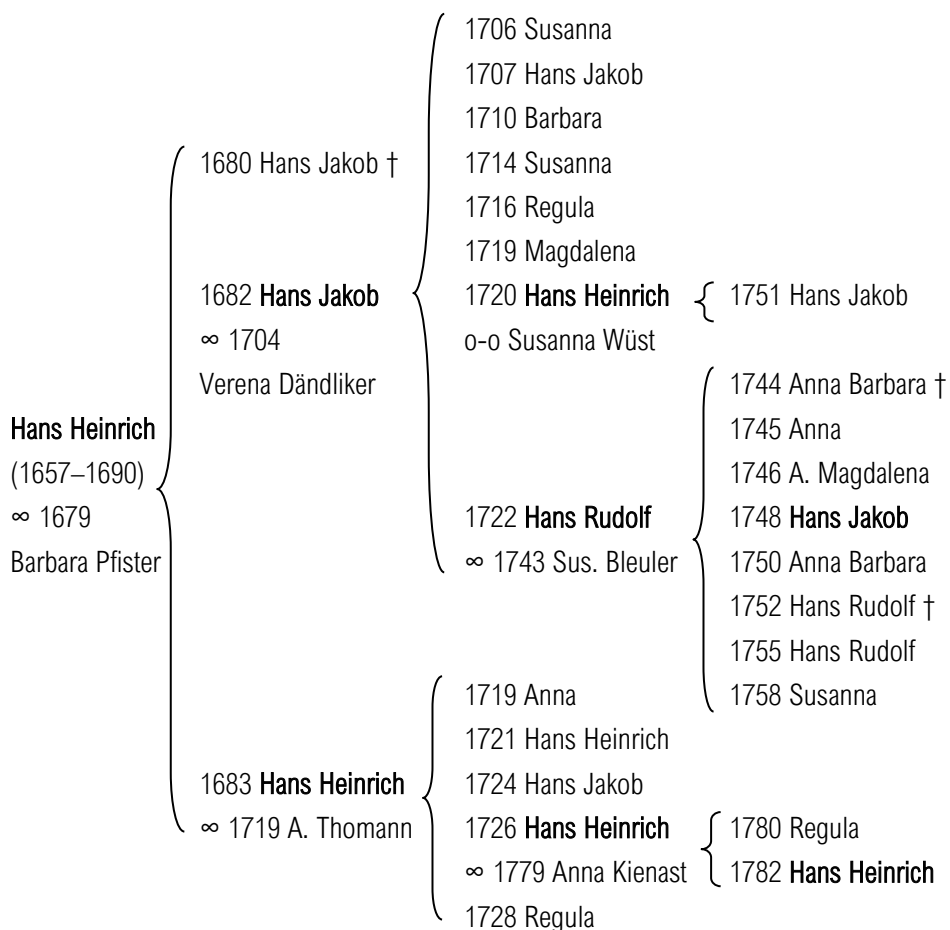 Hans Heinrich
(1657–1690)
∞ 1679
Barbara Pfister
1680 Hans Jakob †
1682 Hans Jakob
∞ 1704
Verena Dändliker
1683 Hans Heinrich
∞ 1719 A. Thomann
1706 Susanna
1707 Hans Jakob
1710 Barbara
1714 Susanna
1716 Regula
1719 Magdalena
1720 Hans Heinrich
o-o Susanna Wüst
1722 Hans Rudolf
∞ 1743 Sus. Bleuler
1719 Anna
1721 Hans Heinrich
1724 Hans Jakob
1726 Hans Heinrich
∞ 1779 Anna Kienast
1728 Regula
1751 Hans Jakob
1744 Anna Barbara †
1745 Anna
1746 A. Magdalena
1748 Hans Jakob
1750 Anna Barbara
1752 Hans Rudolf †
1755 Hans Rudolf
1758 Susanna
1780 Regula
1782 Hans Heinrich